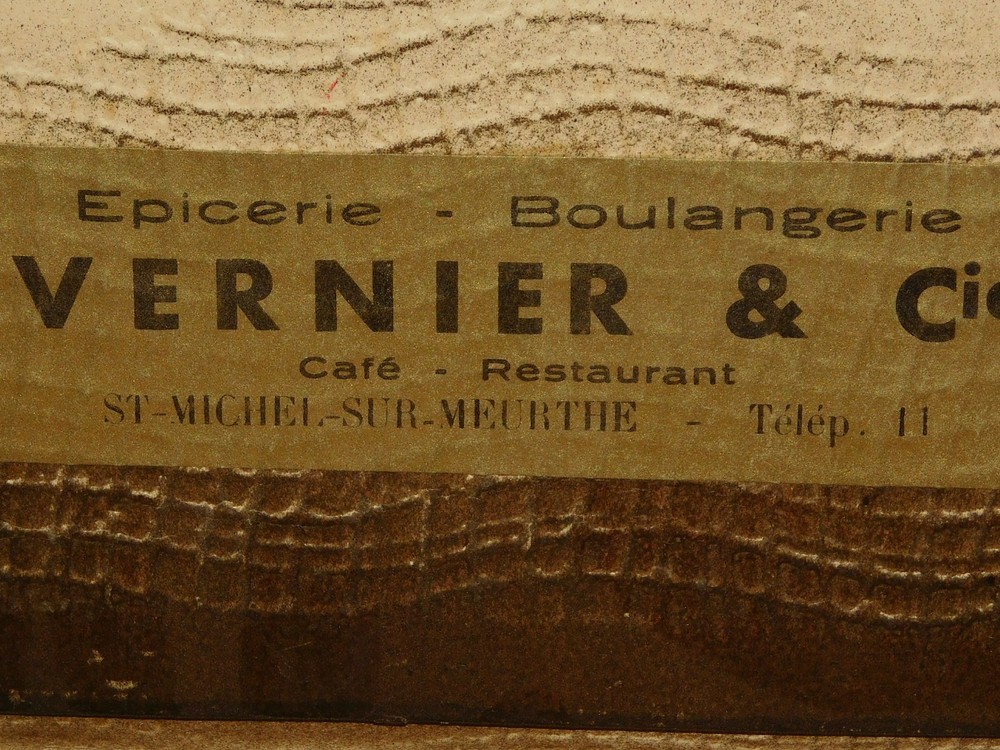 Epicerie - Boulangerie
VERNIER & Cie
Café - Restaurant
ST-MICHEL-SUR-MEURTHE - Télép. 11